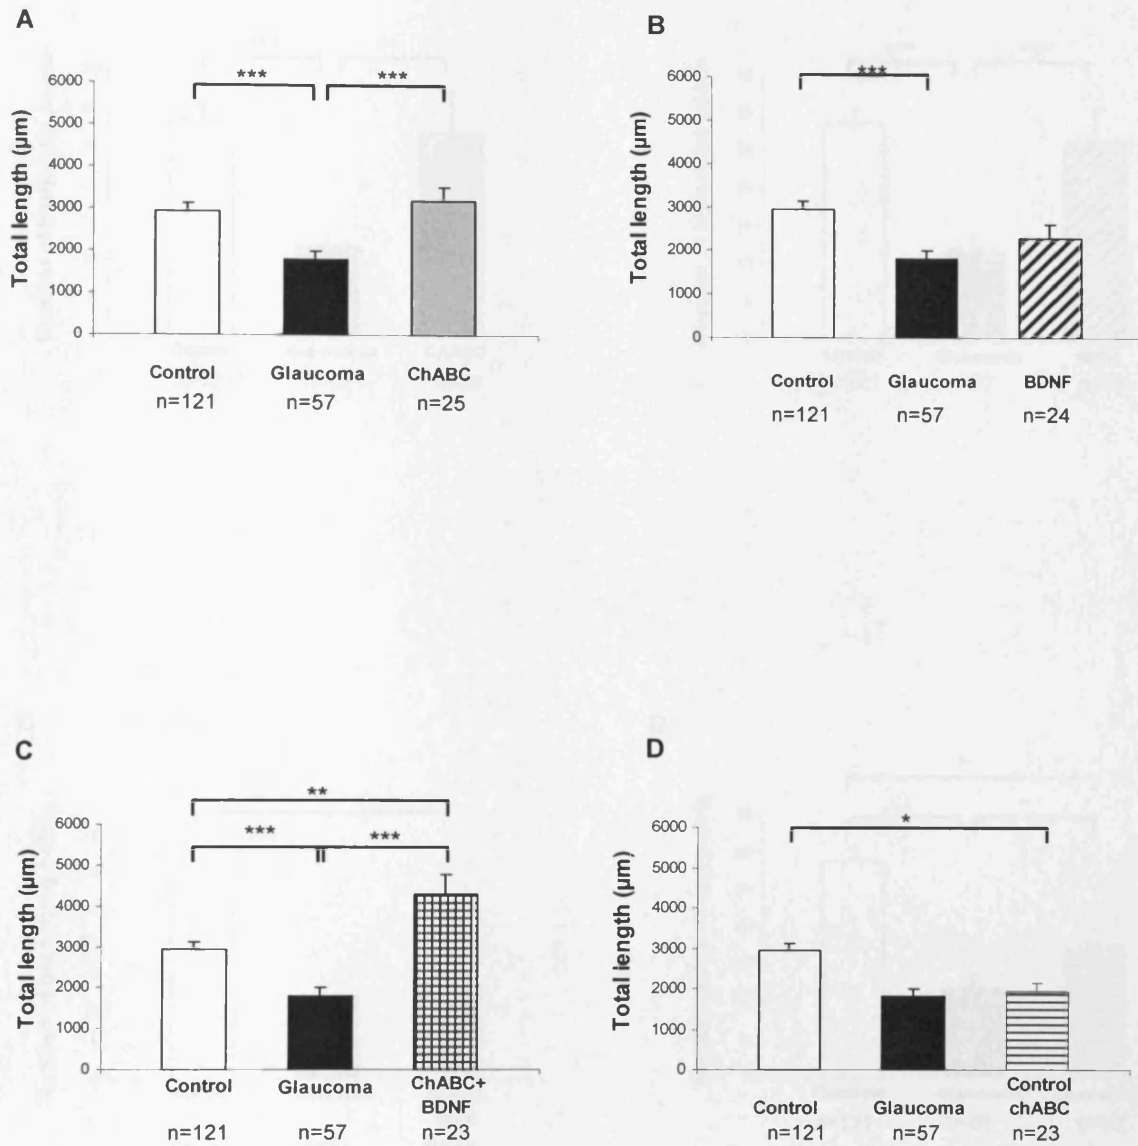 A
*** ***
6000
5000
4000
3000
2000
1000
0
Total length (µm)
Control Glaucoma ChABC
n=121 n=57 n=25
B
***
6000
5000
4000
3000
2000
1000
0
Total length (µm)
Control Glaucoma BDNF
n=121 n=57 n=24
C
**
*** ***
6000
5000
4000
3000
2000
1000
0
Total length (µm)
Control Glaucoma ChABC+
BDNF
n=121 n=57 n=23
D
*
6000
5000
4000
3000
2000
1000
0
Total length (µm)
Control Glaucoma Control
chABC
n=121 n=57 n=23